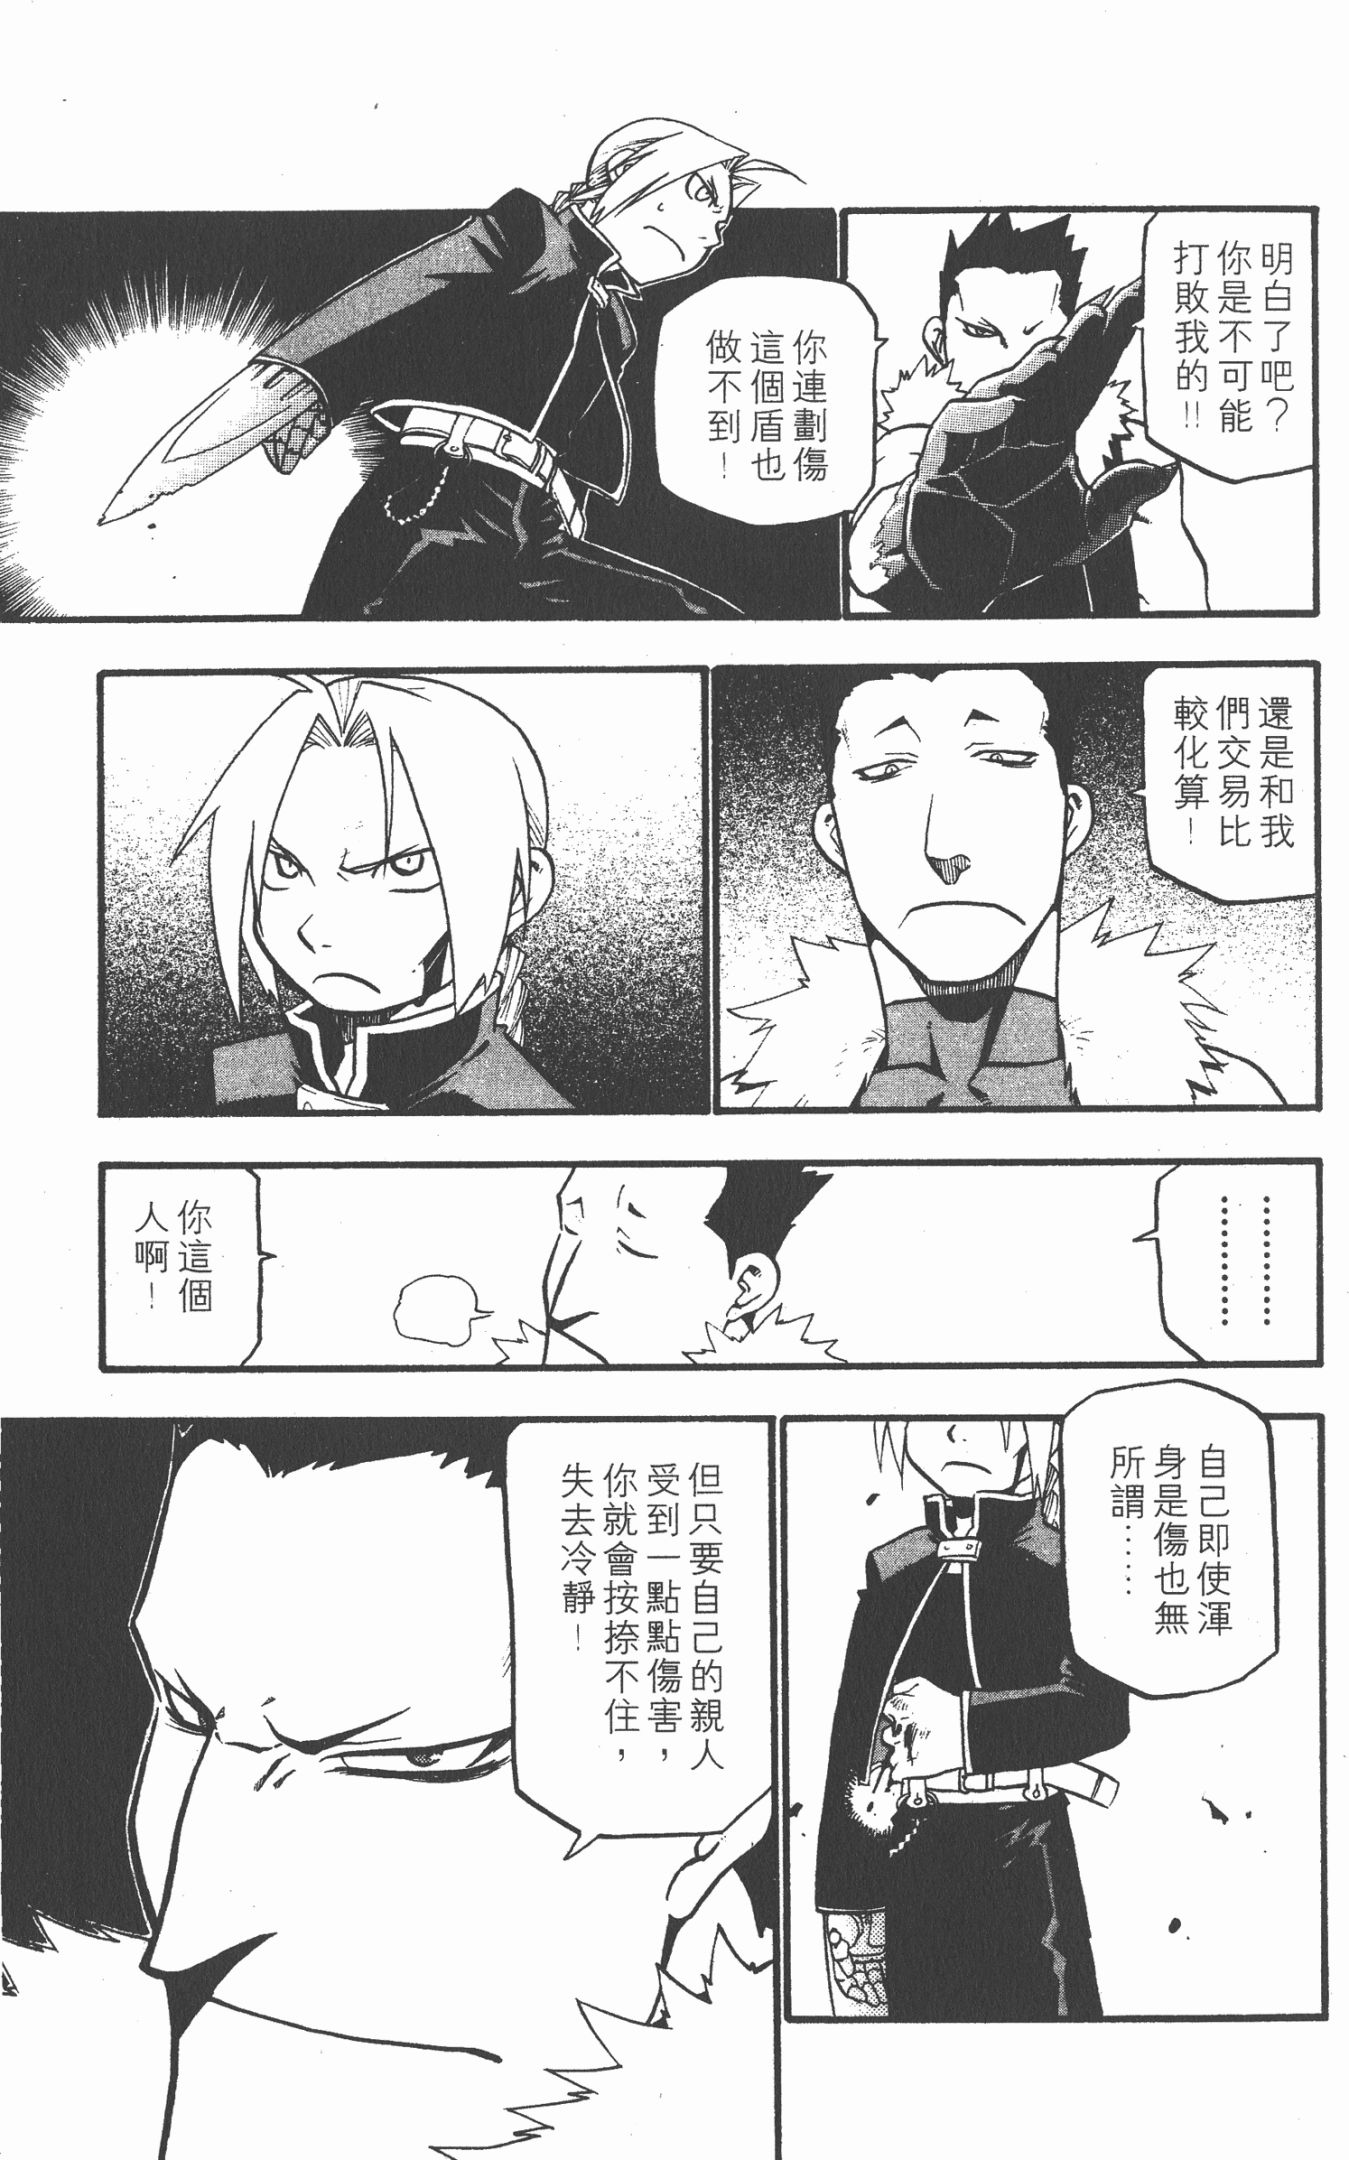 明白了吧？
你是不可能
打敗我的!!
你連劃傷
這個盾也
做不到！
還是和我
們交易比
較化算！
…………
…………
你這個
人啊！
自己即使渾
身是傷也無
所謂……
但只要自己的親人
受到一點點傷害，
你就會按捺不住，
失去冷靜！